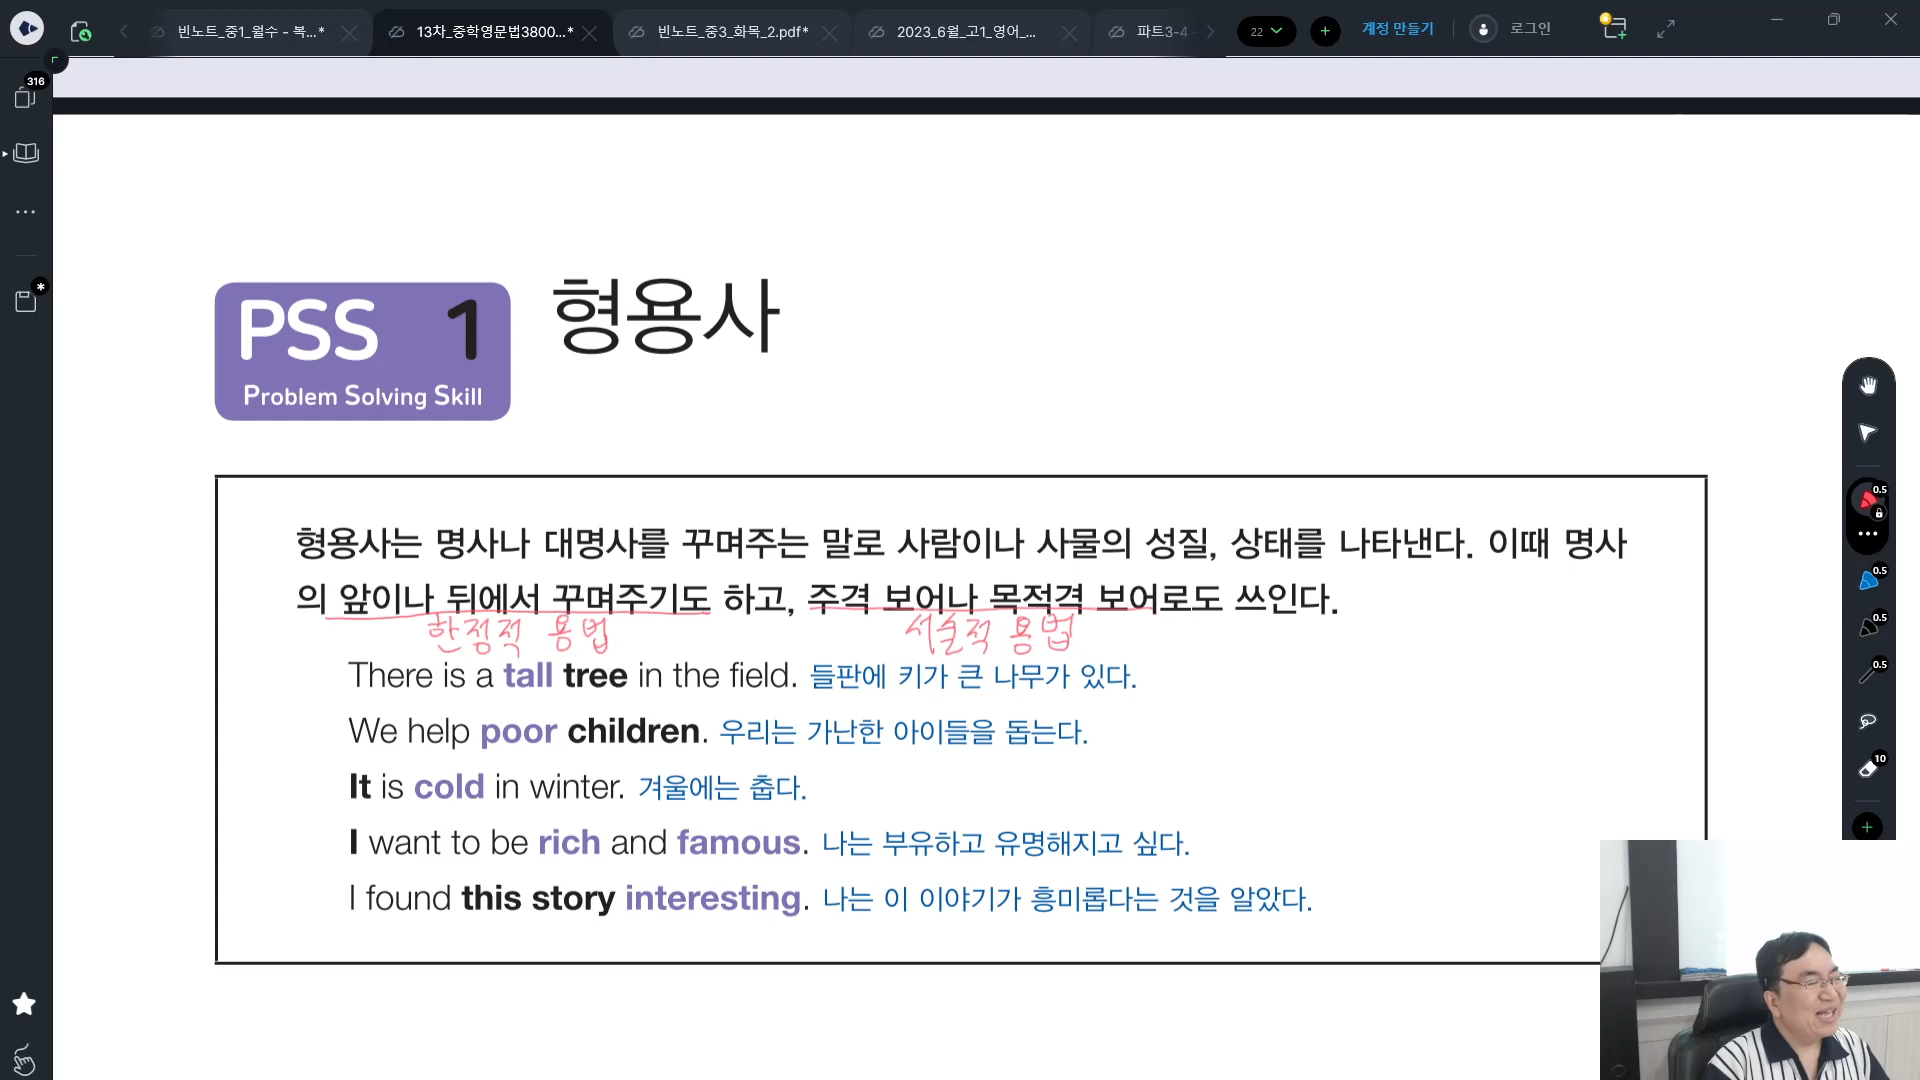 빈노트_중1_월수 - 복...*
13차_중학영문법3800...*
빈노트_중3_화목_2.pdf*
2023_6월_고1_영어_...
파트3-4 -
22
계정 만들기
로그인
316
PSS 1
Problem Solving Skill
형용사
형용사는 명사나 대명사를 꾸며주는 말로 사람이나 사물의 성질, 상태를 나타낸다. 이때 명사
의 앞이나 뒤에서 꾸며주기도 하고, 주격 보어나 목적격 보어로도 쓰인다.
한정적 용법 서술적 용법
There is a tall tree in the field. 들판에 키가 큰 나무가 있다.
We help poor children. 우리는 가난한 아이들을 돕는다.
It is cold in winter. 겨울에는 춥다.
I want to be rich and famous. 나는 부유하고 유명해지고 싶다.
I found this story interesting. 나는 이 이야기가 흥미롭다는 것을 알았다.
0.5
0.5
0.5
0.5
10